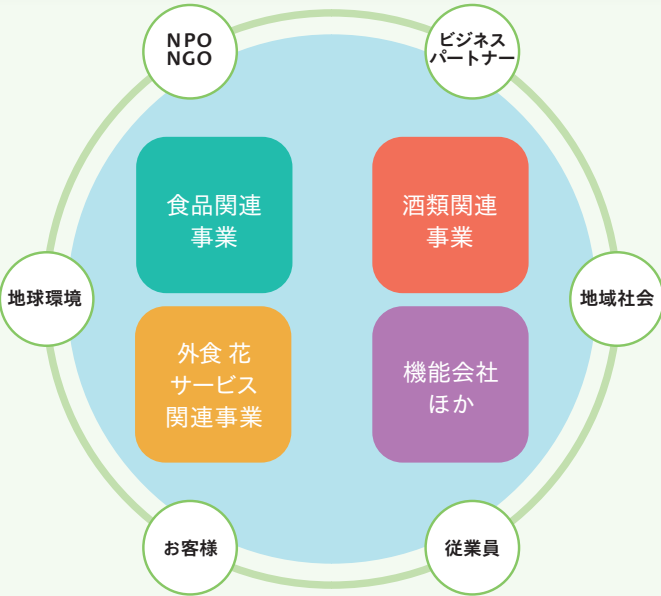 NPO
NGO
ビジネス
パートナー
食品関連
事業
酒類関連
事業
地球環境
地域社会
外食 花
サービス
関連事業
機能会社
ほか
お客様
従業員